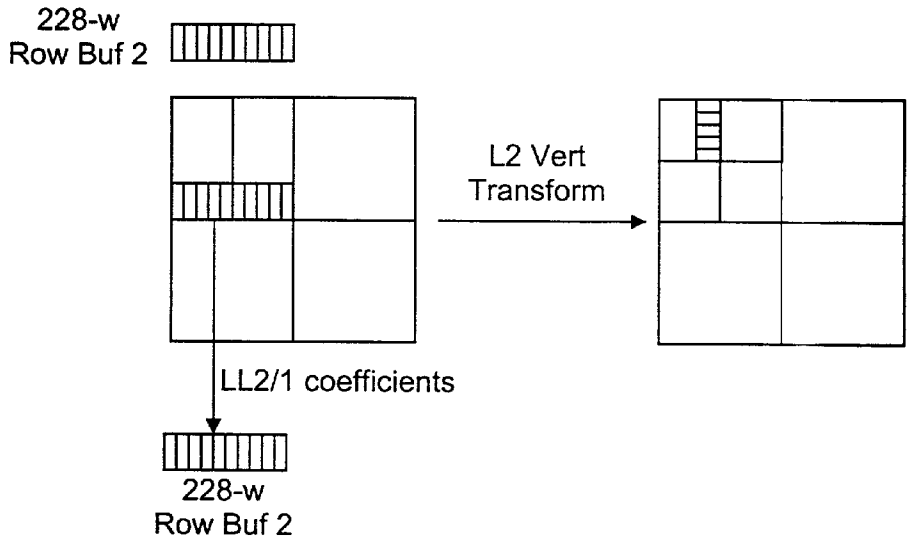 228-w
Row Buf 2
L2 Vert
Transform
LL2/1 coefficients
228-w
Row Buf 2